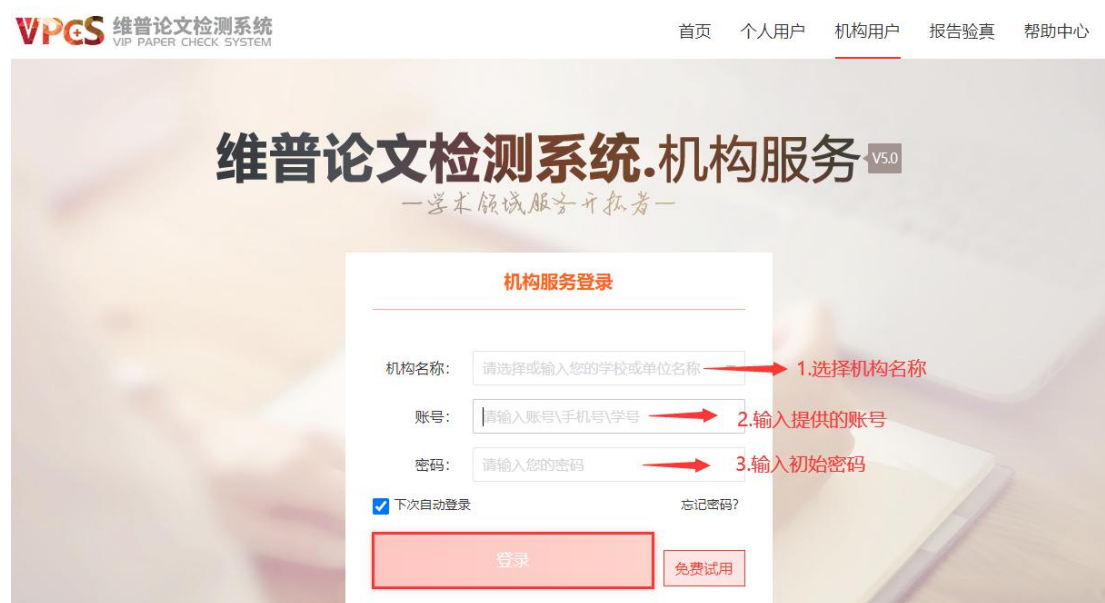 VPCS 维普论文检测系统
VIP PAPER CHECK SYSTEM
首页 个人用户 机构用户 报告验真 帮助中心
维普论文检测系统.机构服务 V5.0
—学术领域服务开拓者—
机构服务登录
机构名称: 请选择或输入您的学校或单位名称 1.选择机构名称
账号: 请输入账号\手机号\学号 2.输入提供的账号
密码: 请输入您的密码 3.输入初始密码
下次自动登录 忘记密码?
登录 免费试用